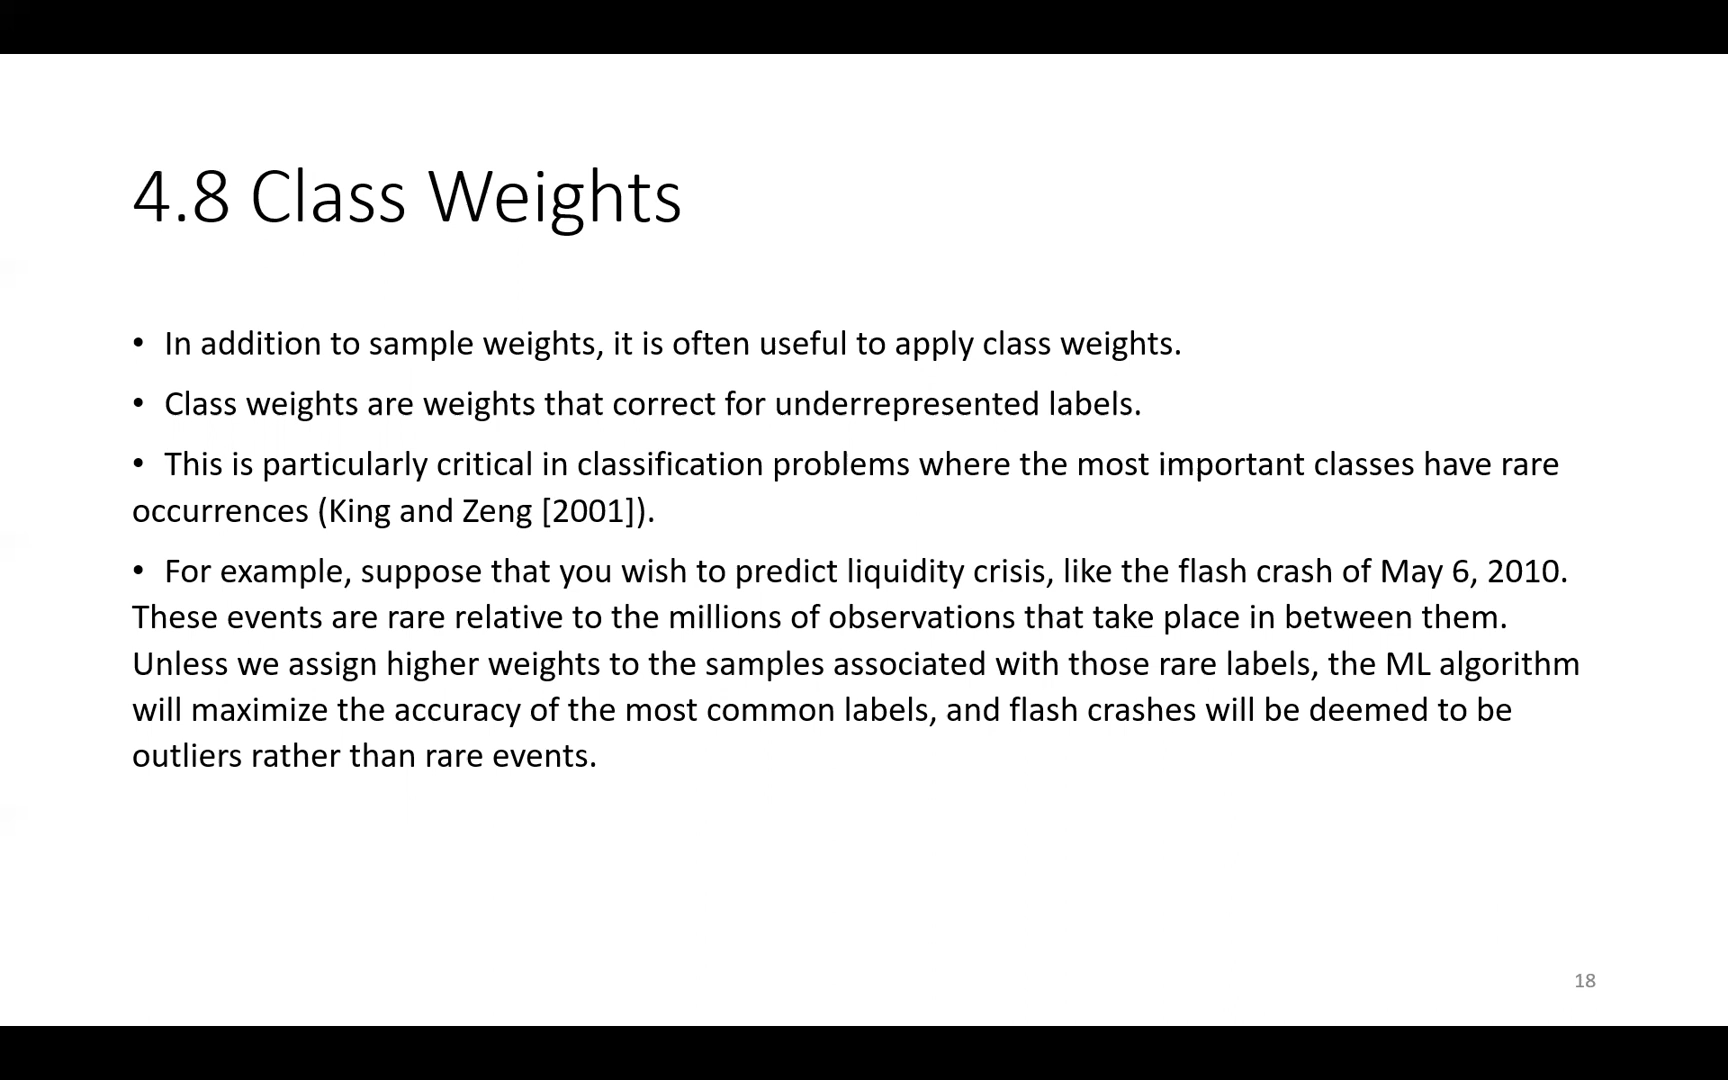 4.8 Class Weights
• In addition to sample weights, it is often useful to apply class weights.
• Class weights are weights that correct for underrepresented labels.
• This is particularly critical in classification problems where the most important classes have rare
occurrences (King and Zeng [2001]).
• For example, suppose that you wish to predict liquidity crisis, like the flash crash of May 6, 2010.
These events are rare relative to the millions of observations that take place in between them.
Unless we assign higher weights to the samples associated with those rare labels, the ML algorithm
will maximize the accuracy of the most common labels, and flash crashes will be deemed to be
outliers rather than rare events.
18